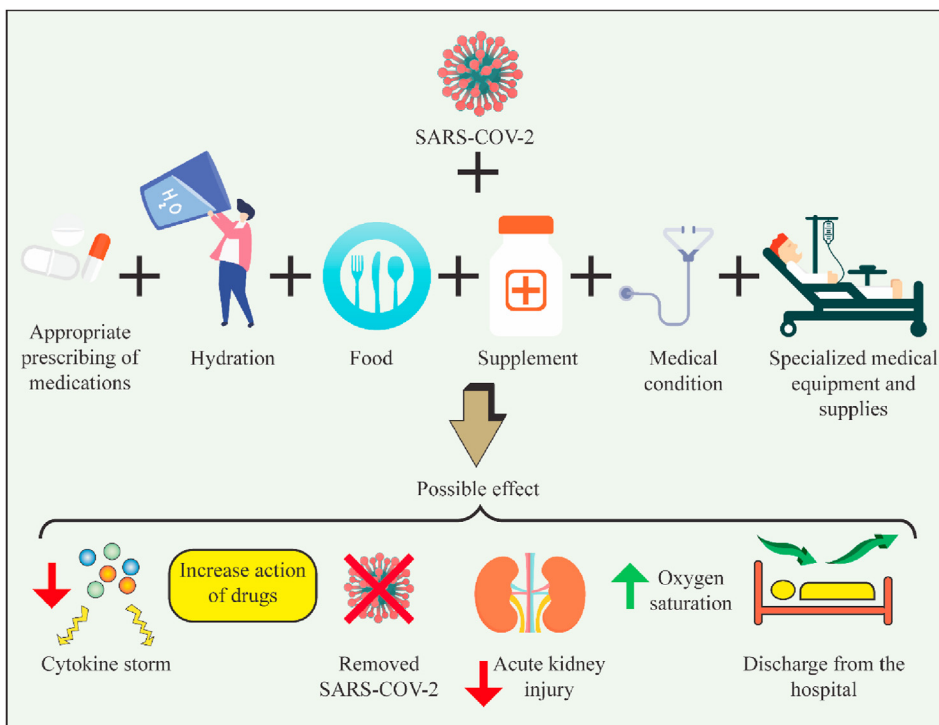 SARS-COV-2
H2O
Appropriate
prescribing of
medications
Hydration
Food
Supplement
Medical
condition
Specialized medical
equipment and
supplies
Possible effect
Cytokine storm
Increase action
of drugs
Removed
SARS-COV-2
Acute kidney
injury
Oxygen
saturation
Discharge from the
hospital